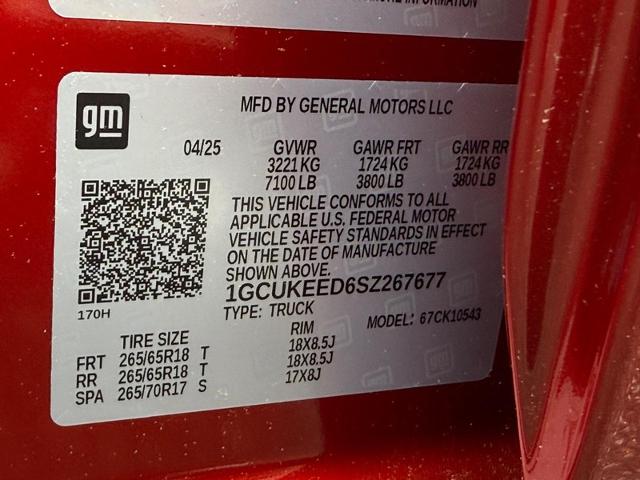 MORE INFORMATION
gm
MFD BY GENERAL MOTORS LLC
04/25 GVWR GAWR FRT GAWR RR
3221 KG 1724 KG 1724 KG
7100 LB 3800 LB 3800 LB
THIS VEHICLE CONFORMS TO ALL
APPLICABLE U.S. FEDERAL MOTOR
VEHICLE SAFETY STANDARDS IN EFFECT
ON THE DATE OF MANUFACTURE
SHOWN ABOVE.
1GCUKEED6SZ267677
170H
TYPE: TRUCK
MODEL: 67CK10543
TIRE SIZE RIM
FRT 265/65R18 T 18X8.5J
RR 265/65R18 T 18X8.5J
SPA 265/70R17 S 17X8J